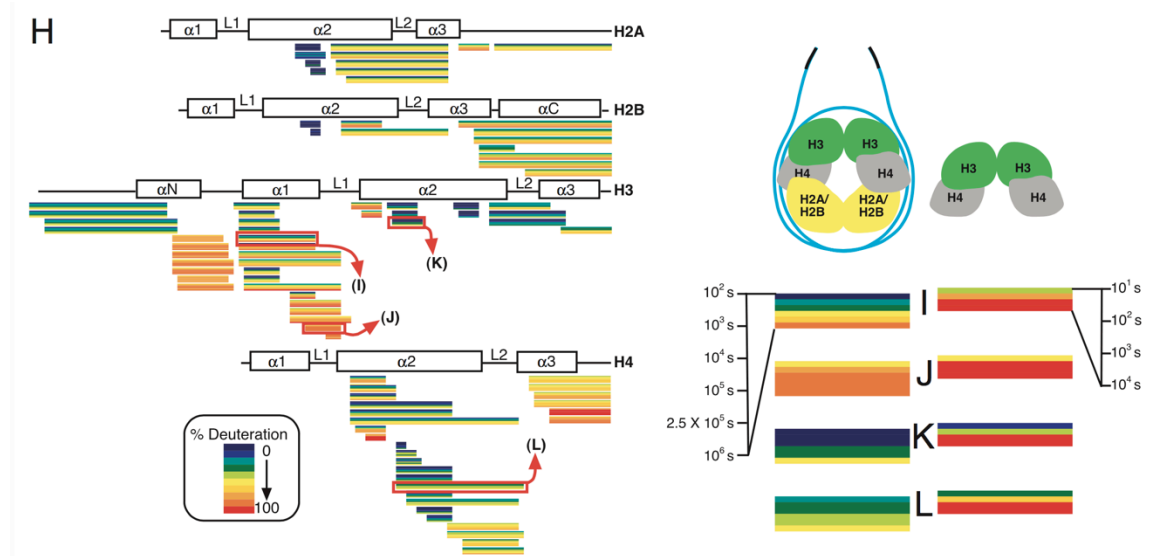 H
α1 L1 α2 L2 α3 H2A
α1 L1 α2 L2 α3 αC H2B
αN α1 L1 α2 L2 α3 H3
(K)
(I)
(J)
α1 L1 α2 L2 α3 H4
(L)
% Deuteration
0
100
H3 H3
H4 H4
H2A/ H2A/
H2B H2B
H3 H3
H4 H4
10² s
10³ s
10⁴ s
10⁵ s
2.5 X 10⁵ s
10⁶ s
I
J
K
L
10¹ s
10² s
10³ s
10⁴ s